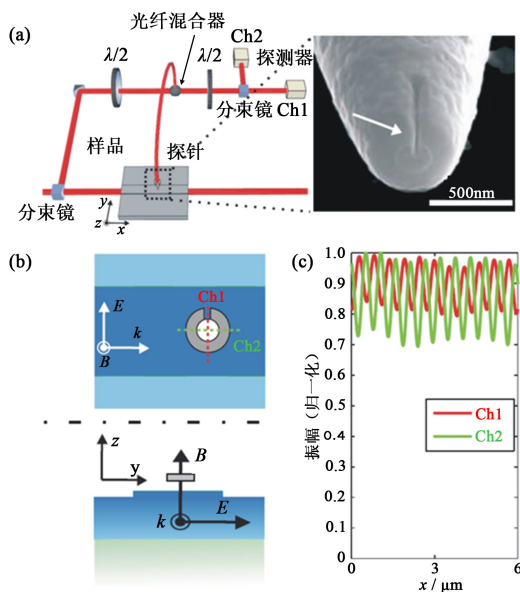 (a)
光纤混合器
Ch2
λ/2
λ/2
探测器
Ch1
分束镜
样品
探针
分束镜
y
z
x
500nm
(b)
Ch1
E
k
B
Ch2
z
y
B
E
k
(c)
1.0
0.9
0.8
0.7
0.6
0.5
0.4
0.3
0.2
0.1
0
振幅（归一化）
Ch1
Ch2
0
3
6
x / μm